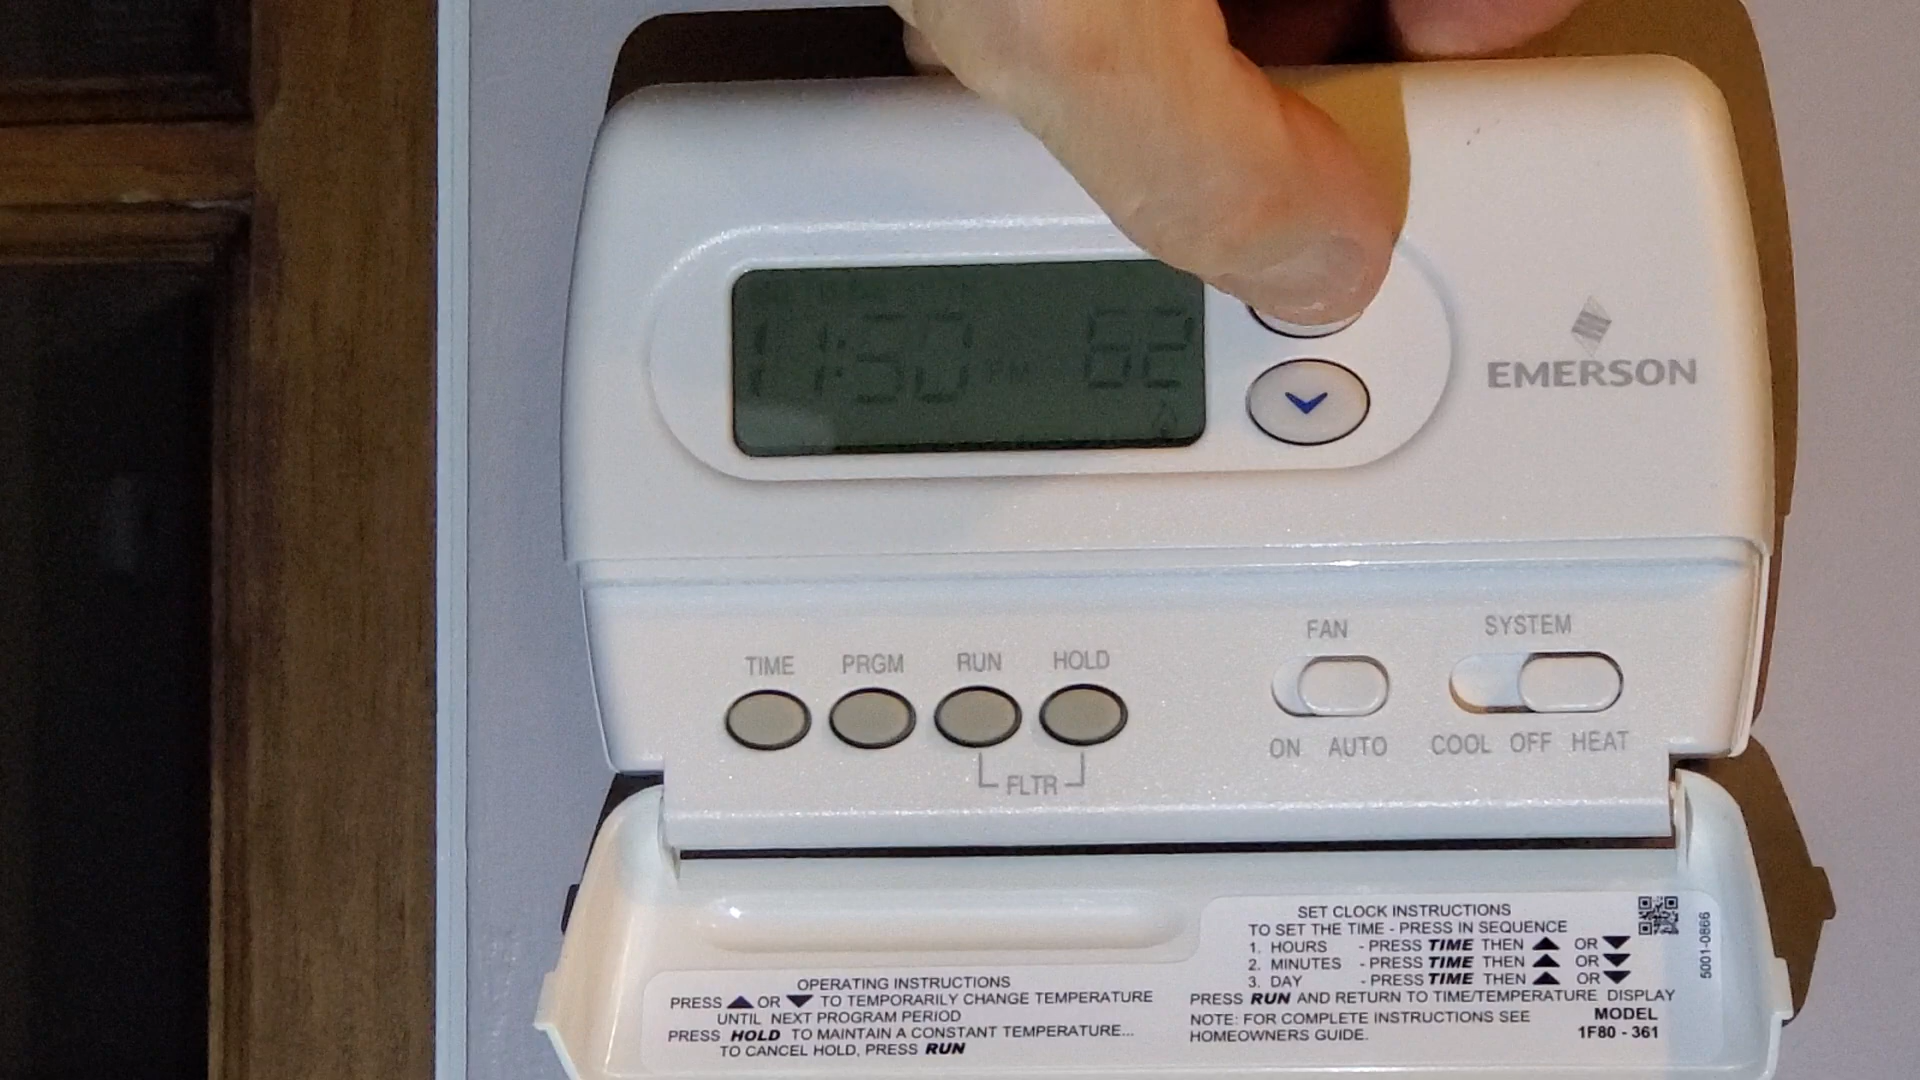 11:50 PM 62
EMERSON
FAN
SYSTEM
TIME PRGM RUN HOLD
ON AUTO
COOL OFF HEAT
FLTR
SET CLOCK INSTRUCTIONS
TO SET THE TIME - PRESS IN SEQUENCE
1. HOURS - PRESS TIME THEN ▲ OR ▼
2. MINUTES - PRESS TIME THEN ▲ OR ▼
3. DAY - PRESS TIME THEN ▲ OR ▼
PRESS RUN AND RETURN TO TIME/TEMPERATURE DISPLAY
NOTE: FOR COMPLETE INSTRUCTIONS SEE
HOMEOWNERS GUIDE.
MODEL
1F80 - 361
5001-0866
OPERATING INSTRUCTIONS
PRESS ▲ OR ▼ TO TEMPORARILY CHANGE TEMPERATURE
UNTIL NEXT PROGRAM PERIOD
PRESS HOLD TO MAINTAIN A CONSTANT TEMPERATURE...
TO CANCEL HOLD, PRESS RUN